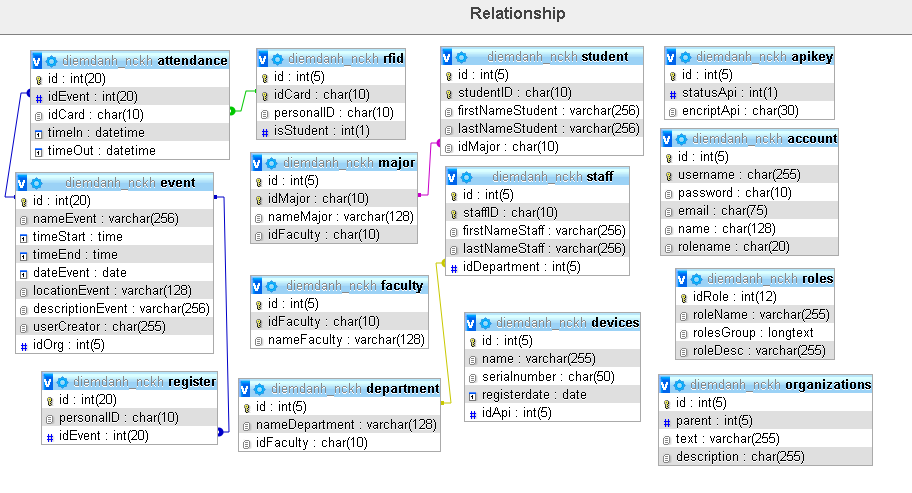 Relationship
diemdanh_nckh attendance
id : int(20)
idEvent : int(20)
idCard : char(10)
timeIn : datetime
timeOut : datetime
diemdanh_nckh rfid
id : int(5)
idCard : char(10)
personalID : char(10)
isStudent : int(1)
diemdanh_nckh student
id : int(5)
studentID : char(10)
firstNameStudent : varchar(256)
lastNameStudent : varchar(256)
idMajor : char(10)
diemdanh_nckh apikey
id : int(5)
statusApi : int(1)
encriptApi : char(30)
diemdanh_nckh account
id : int(5)
username : char(255)
password : char(10)
email : char(75)
name : char(128)
rolename : char(20)
diemdanh_nckh major
id : int(5)
idMajor : char(10)
nameMajor : varchar(128)
idFaculty : char(10)
diemdanh_nckh staff
id : int(5)
staffID : char(10)
firstNameStaff : varchar(256)
lastNameStaff : varchar(256)
idDepartment : int(5)
diemdanh_nckh event
id : int(20)
nameEvent : varchar(256)
timeStart : time
timeEnd : time
dateEvent : date
locationEvent : varchar(128)
descriptionEvent : varchar(256)
userCreator : char(255)
idOrg : int(5)
diemdanh_nckh faculty
id : int(5)
idFaculty : char(10)
nameFaculty : varchar(128)
diemdanh_nckh roles
idRole : int(12)
roleName : varchar(255)
rolesGroup : longtext
roleDesc : varchar(255)
diemdanh_nckh devices
id : int(5)
name : varchar(255)
serialnumber : char(50)
registerdate : date
idApi : int(5)
diemdanh_nckh register
id : int(20)
personalID : char(10)
idEvent : int(20)
diemdanh_nckh department
id : int(5)
nameDepartment : varchar(128)
idFaculty : char(10)
diemdanh_nckh organizations
id : int(5)
parent : int(5)
text : varchar(255)
description : char(255)